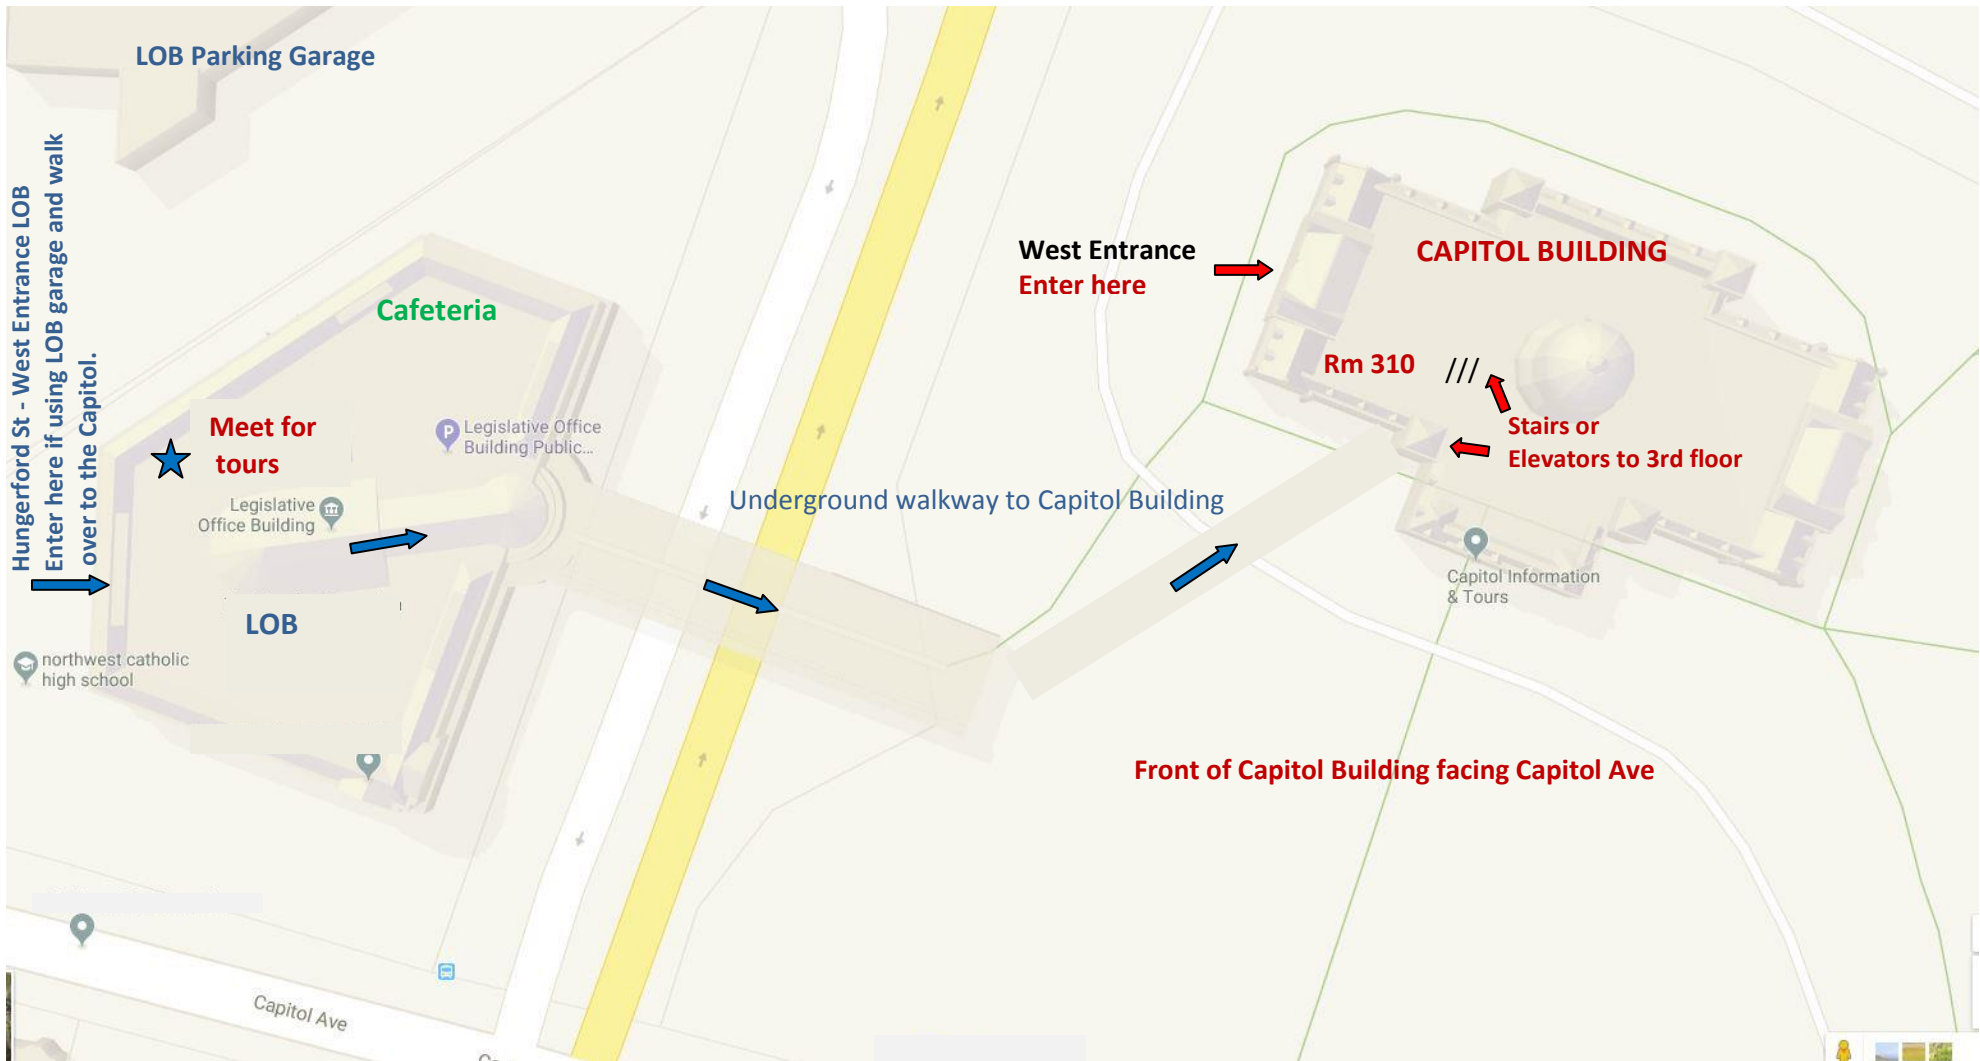 LOB Parking Garage
Hungerford St - West Entrance LOB
Enter here if using LOB garage and walk
over to the Capitol.
Cafeteria
Meet for
tours
P
Legislative Office
Building Public...
Legislative
Office Building
LOB
northwest catholic
high school
Underground walkway to Capitol Building
West Entrance
Enter here
CAPITOL BUILDING
Rm 310
///
Stairs or
Elevators to 3rd floor
Capitol Information
& Tours
Front of Capitol Building facing Capitol Ave
Capitol Ave